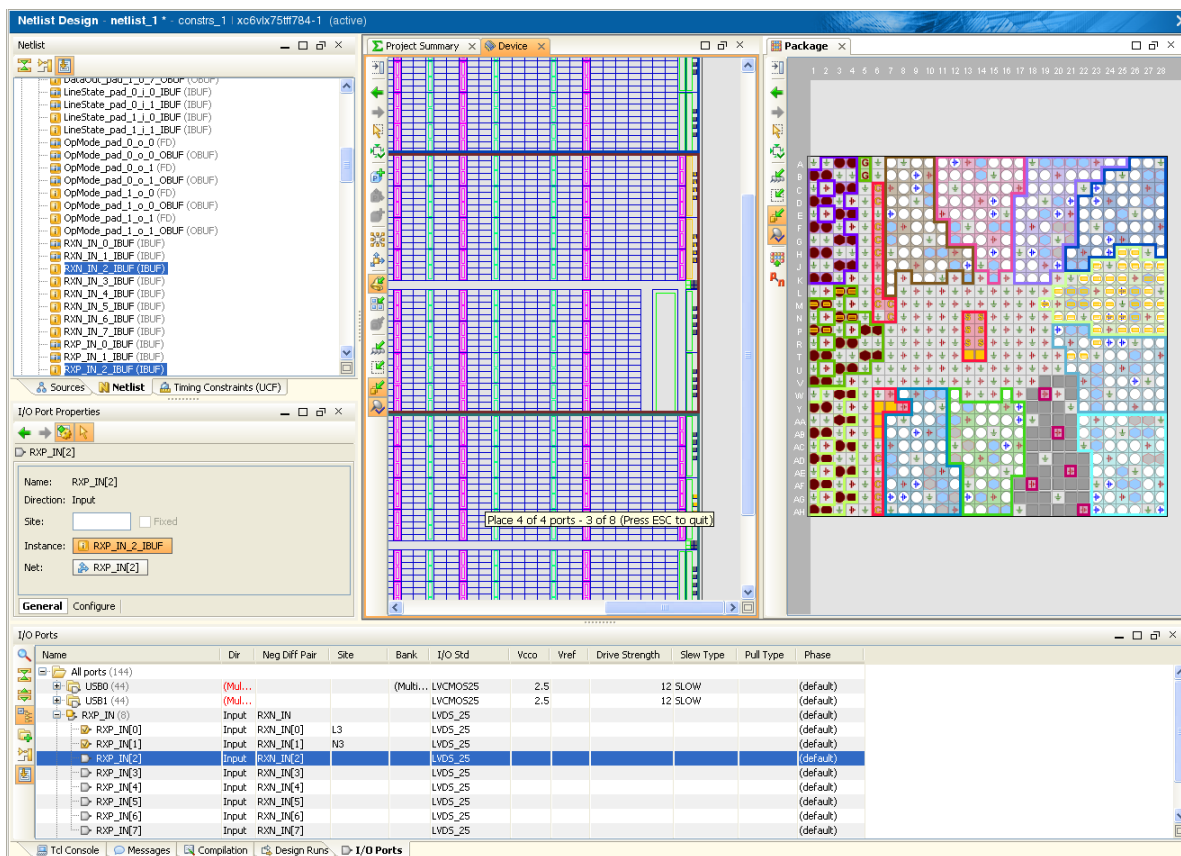 Netlist Design - netlist_1 * - constrs_1 | xc6vlx75tff784-1 (active)
Netlist
DataOut_pad_1_o_7_OBUF (OBUF)
LineState_pad_0_i_0_IBUF (IBUF)
LineState_pad_0_i_1_IBUF (IBUF)
LineState_pad_1_i_0_IBUF (IBUF)
LineState_pad_1_i_1_IBUF (IBUF)
OpMode_pad_0_o_0 (FD)
OpMode_pad_0_o_0_OBUF (OBUF)
OpMode_pad_0_o_1 (FD)
OpMode_pad_0_o_1_OBUF (OBUF)
OpMode_pad_1_o_0 (FD)
OpMode_pad_1_o_0_OBUF (OBUF)
OpMode_pad_1_o_1 (FD)
OpMode_pad_1_o_1_OBUF (OBUF)
RXN_IN_0_IBUF (IBUF)
RXN_IN_1_IBUF (IBUF)
RXN_IN_2_IBUF (IBUF)
RXN_IN_3_IBUF (IBUF)
RXN_IN_4_IBUF (IBUF)
RXN_IN_5_IBUF (IBUF)
RXN_IN_6_IBUF (IBUF)
RXN_IN_7_IBUF (IBUF)
RXP_IN_0_IBUF (IBUF)
RXP_IN_1_IBUF (IBUF)
RXP_IN_2_IBUF (IBUF)
Sources Netlist Timing Constraints (UCF)
I/O Port Properties
RXP_IN[2]
Name: RXP_IN[2]
Direction: Input
Site: Fixed
Instance: RXP_IN_2_IBUF
Net: RXP_IN[2]
General Configure
Project Summary Device
Place 4 of 4 ports - 3 of 8 (Press ESC to quit)
Package
1 2 3 4 5 6 7 8 9 10 11 12 13 14 15 16 17 18 19 20 21 22 23 24 25 26 27 28
A
B
C
D
E
F
G
H
J
K
L
M
N
P
R
T
U
V
W
Y
AA
AB
AC
AD
AE
AF
AG
AH
I/O Ports
Name Dir Neg Diff Pair Site Bank I/O Std Vcco Vref Drive Strength Slew Type Pull Type Phase
All ports (144)
USB0 (44) (Mul... (Multi... LVCMOS25 2.5 12 SLOW (default)
USB1 (44) (Mul... LVCMOS25 2.5 12 SLOW (default)
RXP_IN (8) Input RXN_IN LVDS_25 (default)
RXP_IN[0] Input RXN_IN[0] L3 LVDS_25 (default)
RXP_IN[1] Input RXN_IN[1] N3 LVDS_25 (default)
RXP_IN[2] Input RXN_IN[2] LVDS_25 (default)
RXP_IN[3] Input RXN_IN[3] LVDS_25 (default)
RXP_IN[4] Input RXN_IN[4] LVDS_25 (default)
RXP_IN[5] Input RXN_IN[5] LVDS_25 (default)
RXP_IN[6] Input RXN_IN[6] LVDS_25 (default)
RXP_IN[7] Input RXN_IN[7] LVDS_25 (default)
Tcl Console Messages Compilation Design Runs I/O Ports